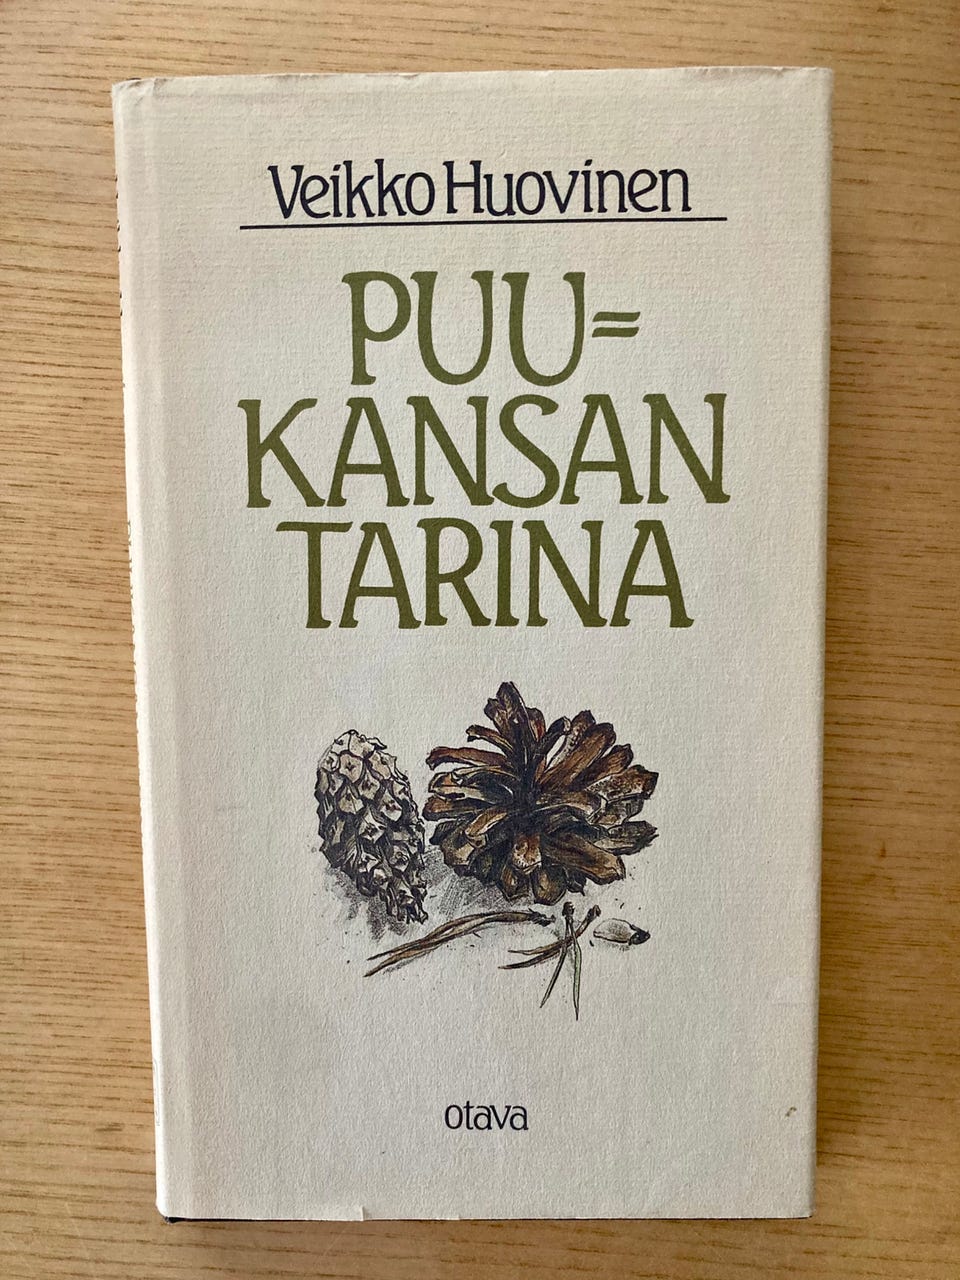 Veikko Huovinen
PUU=
KANSAN
TARINA
otava